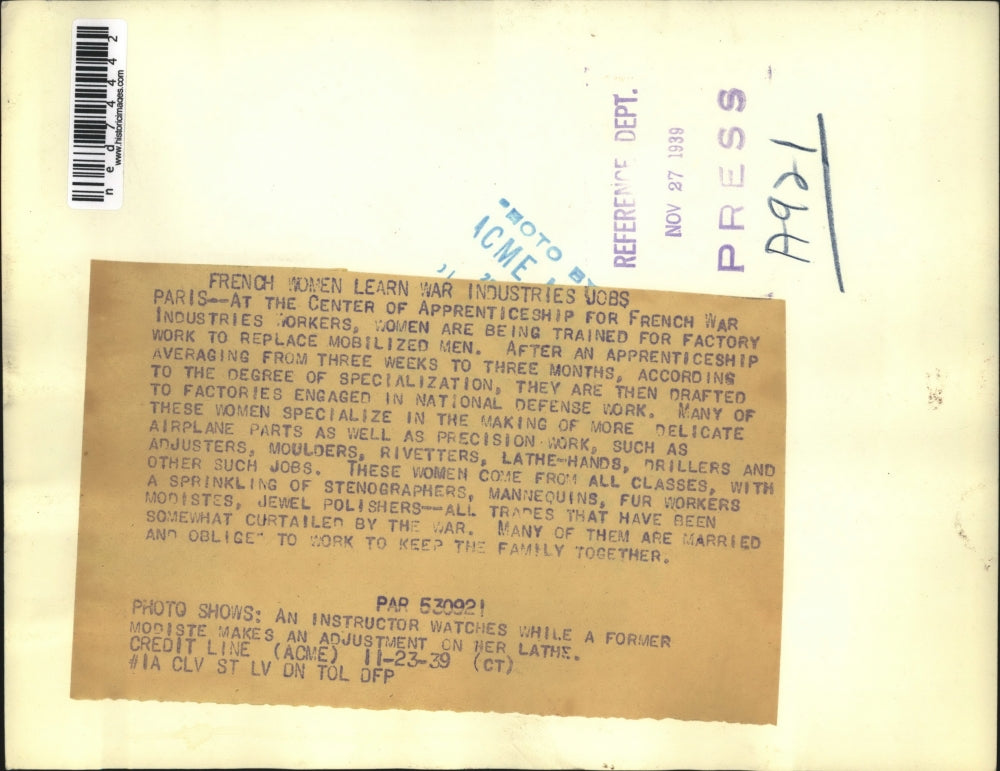 ned74442
www.historicimages.com
REFERENCE DEPT.
NOV 27 1939
PRESS
A92-1
PHOTO BY
ACME
FRENCH WOMEN LEARN WAR INDUSTRIES JOBS
PARIS--AT THE CENTER OF APPRENTICESHIP FOR FRENCH WAR
INDUSTRIES WORKERS, WOMEN ARE BEING TRAINED FOR FACTORY
WORK TO REPLACE MOBILIZED MEN. AFTER AN APPRENTICESHIP
AVERAGING FROM THREE WEEKS TO THREE MONTHS, ACCORDING
TO THE DEGREE OF SPECIALIZATION, THEY ARE THEN DRAFTED
TO FACTORIES ENGAGED IN NATIONAL DEFENSE WORK. MANY OF
THESE WOMEN SPECIALIZE IN THE MAKING OF MORE DELICATE
AIRPLANE PARTS AS WELL AS PRECISION WORK, SUCH AS
ADJUSTERS, MOULDERS, RIVETTERS, LATHE-HANDS, DRILLERS AND
OTHER SUCH JOBS. THESE WOMEN COME FROM ALL CLASSES, WITH
A SPRINKLING OF STENOGRAPHERS, MANNEQUINS, FUR WORKERS
MODISTES, JEWEL POLISHERS--ALL TRADES THAT HAVE BEEN
SOMEWHAT CURTAILED BY THE WAR. MANY OF THEM ARE MARRIED
AND OBLIGED TO WORK TO KEEP THE FAMILY TOGETHER.
PAR 530921
PHOTO SHOWS: AN INSTRUCTOR WATCHES WHILE A FORMER
MODISTE MAKES AN ADJUSTMENT ON HER LATHE.
CREDIT LINE (ACME) 11-23-39 (CT)
#1A CLV ST LV DN TOL DFP